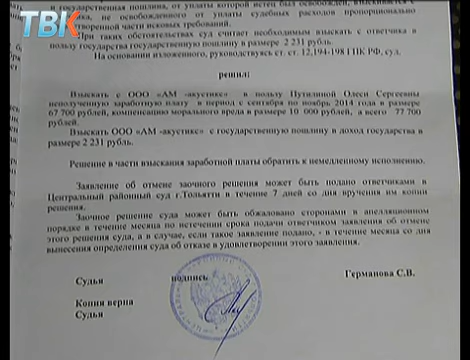 ТВК
и государственная пошлина, от уплаты которой истец был освобожден, взыскивается с
не освобожденного от уплаты судебных расходов пропорционально
исковых требований.
При таких обстоятельствах суд считает необходимым взыскать с ответчика в
пользу государства государственную пошлину в размере 2 231 рубль.
На основании изложенного, руководствуясь ст. ст. 12,194-198 ГПК РФ, суд,
РЕШИЛ:
Взыскать с ООО «АМ -акустикс» в пользу Путилиной Олеси Сергеевны
неполученную заработную плату в период с сентября по ноябрь 2014 года в размере
67 700 рублей, компенсацию морального вреда в размере 10 000 рублей, а всего 77 700
рублей.
Взыскать ООО «АМ -акустикс» с государственную пошлину в доход государства в
размере 2 231 рубль.
Решение в части взыскания заработной платы обратить к немедленному исполнению.
Заявление об отмене заочного решения может быть подано ответчиками в
Центральный районный суд г.Тольятти в течение 7 дней со дня вручения им копии
решения.
Заочное решение суда может быть обжаловано сторонами в апелляционном
порядке в течение месяца по истечении срока подачи ответчиком заявления об отмене
этого решения суда, а в случае, если такое заявление подано, - в течение месяца со дня
вынесения определения суда об отказе в удовлетворении этого заявления.
Судья подпись Германова С.В.
Копия верна
Судья